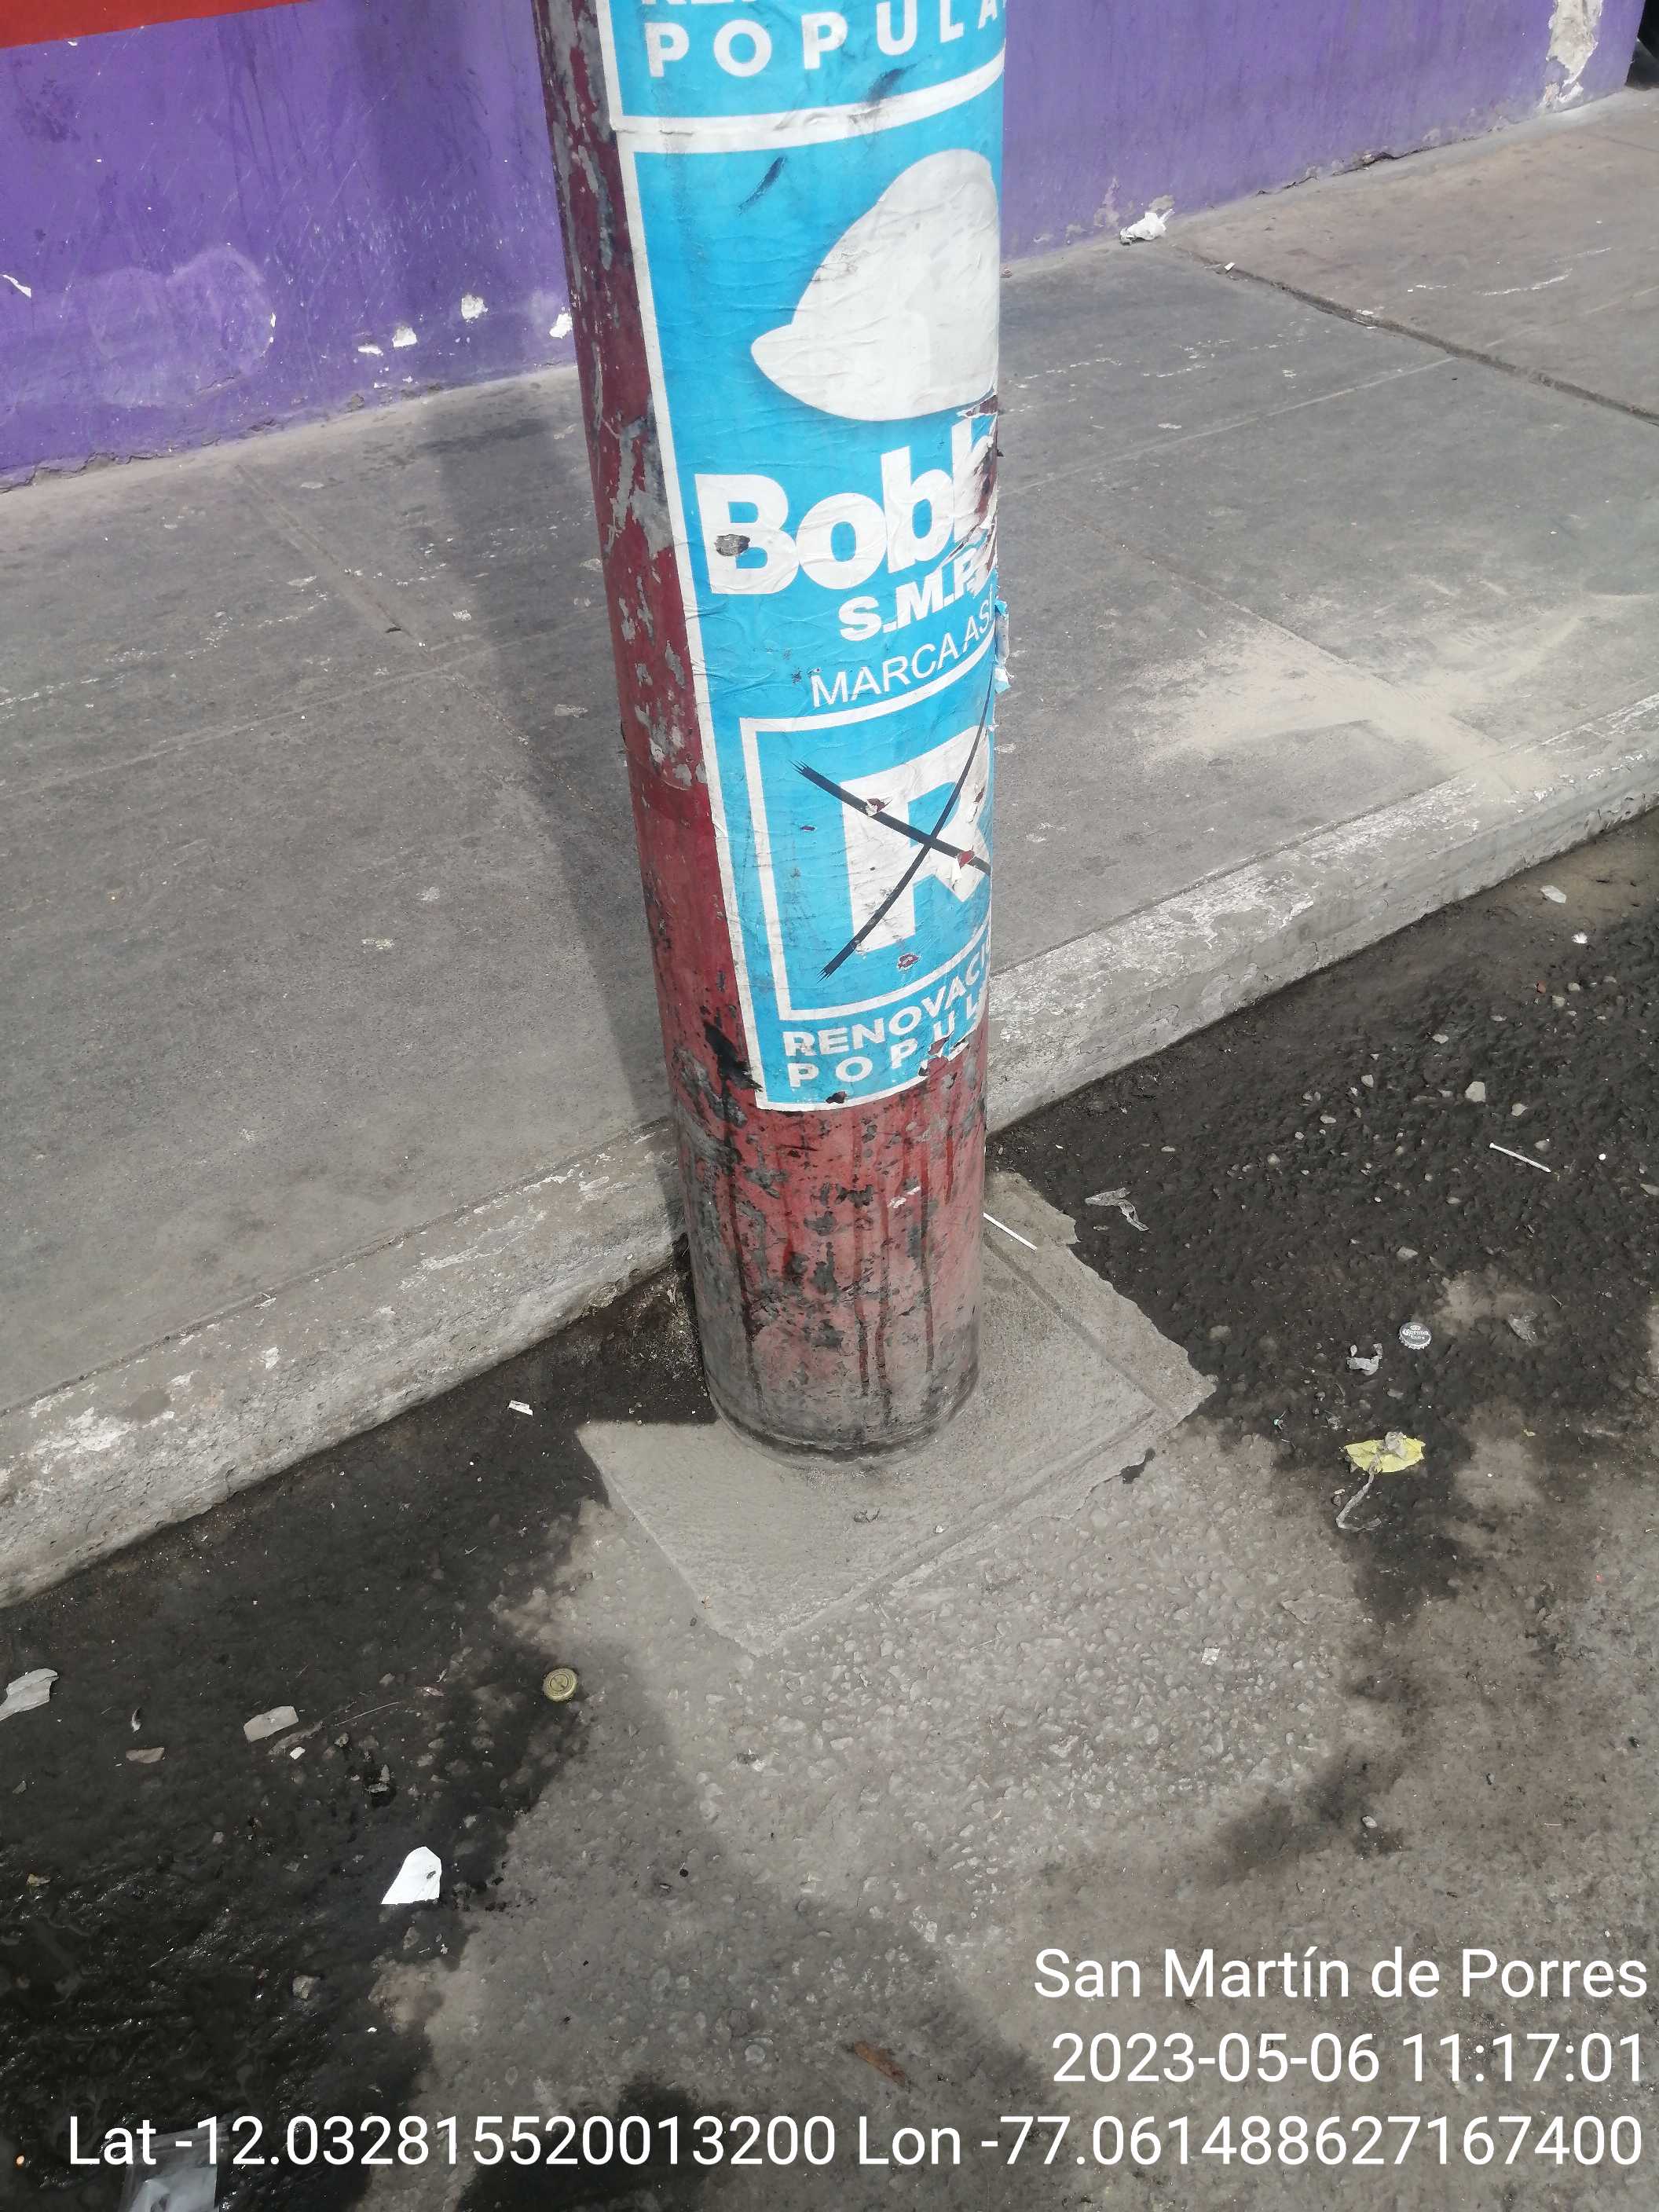 POPULA
Bobb
S.M.P.
MARCA ASÍ
R
RENOVACI
POPUL
San Martín de Porres
2023-05-06 11:17:01
Lat -12.032815520013200 Lon -77.061488627167400